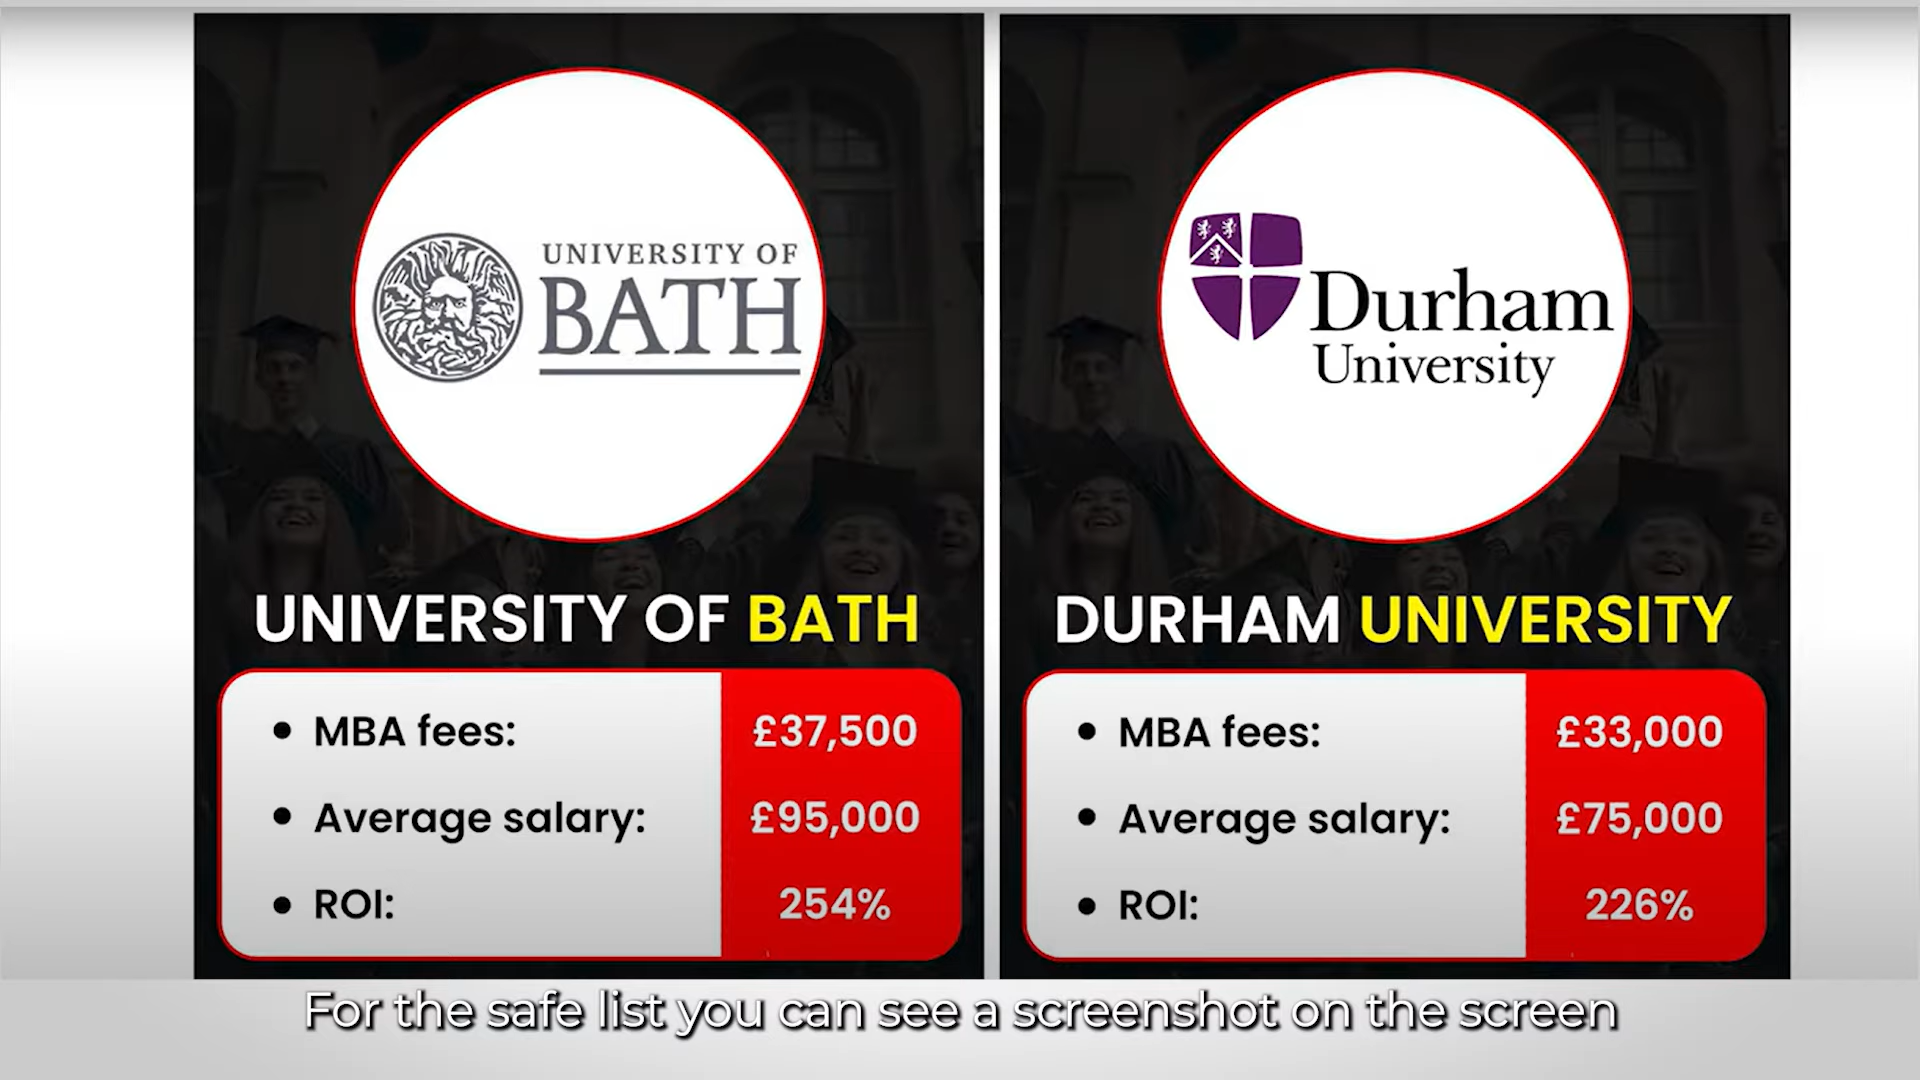 UNIVERSITY OF
BATH
UNIVERSITY OF BATH
• MBA fees: £37,500
• Average salary: £95,000
• ROI: 254%
Durham
University
DURHAM UNIVERSITY
• MBA fees: £33,000
• Average salary: £75,000
• ROI: 226%
For the safe list you can see a screenshot on the screen